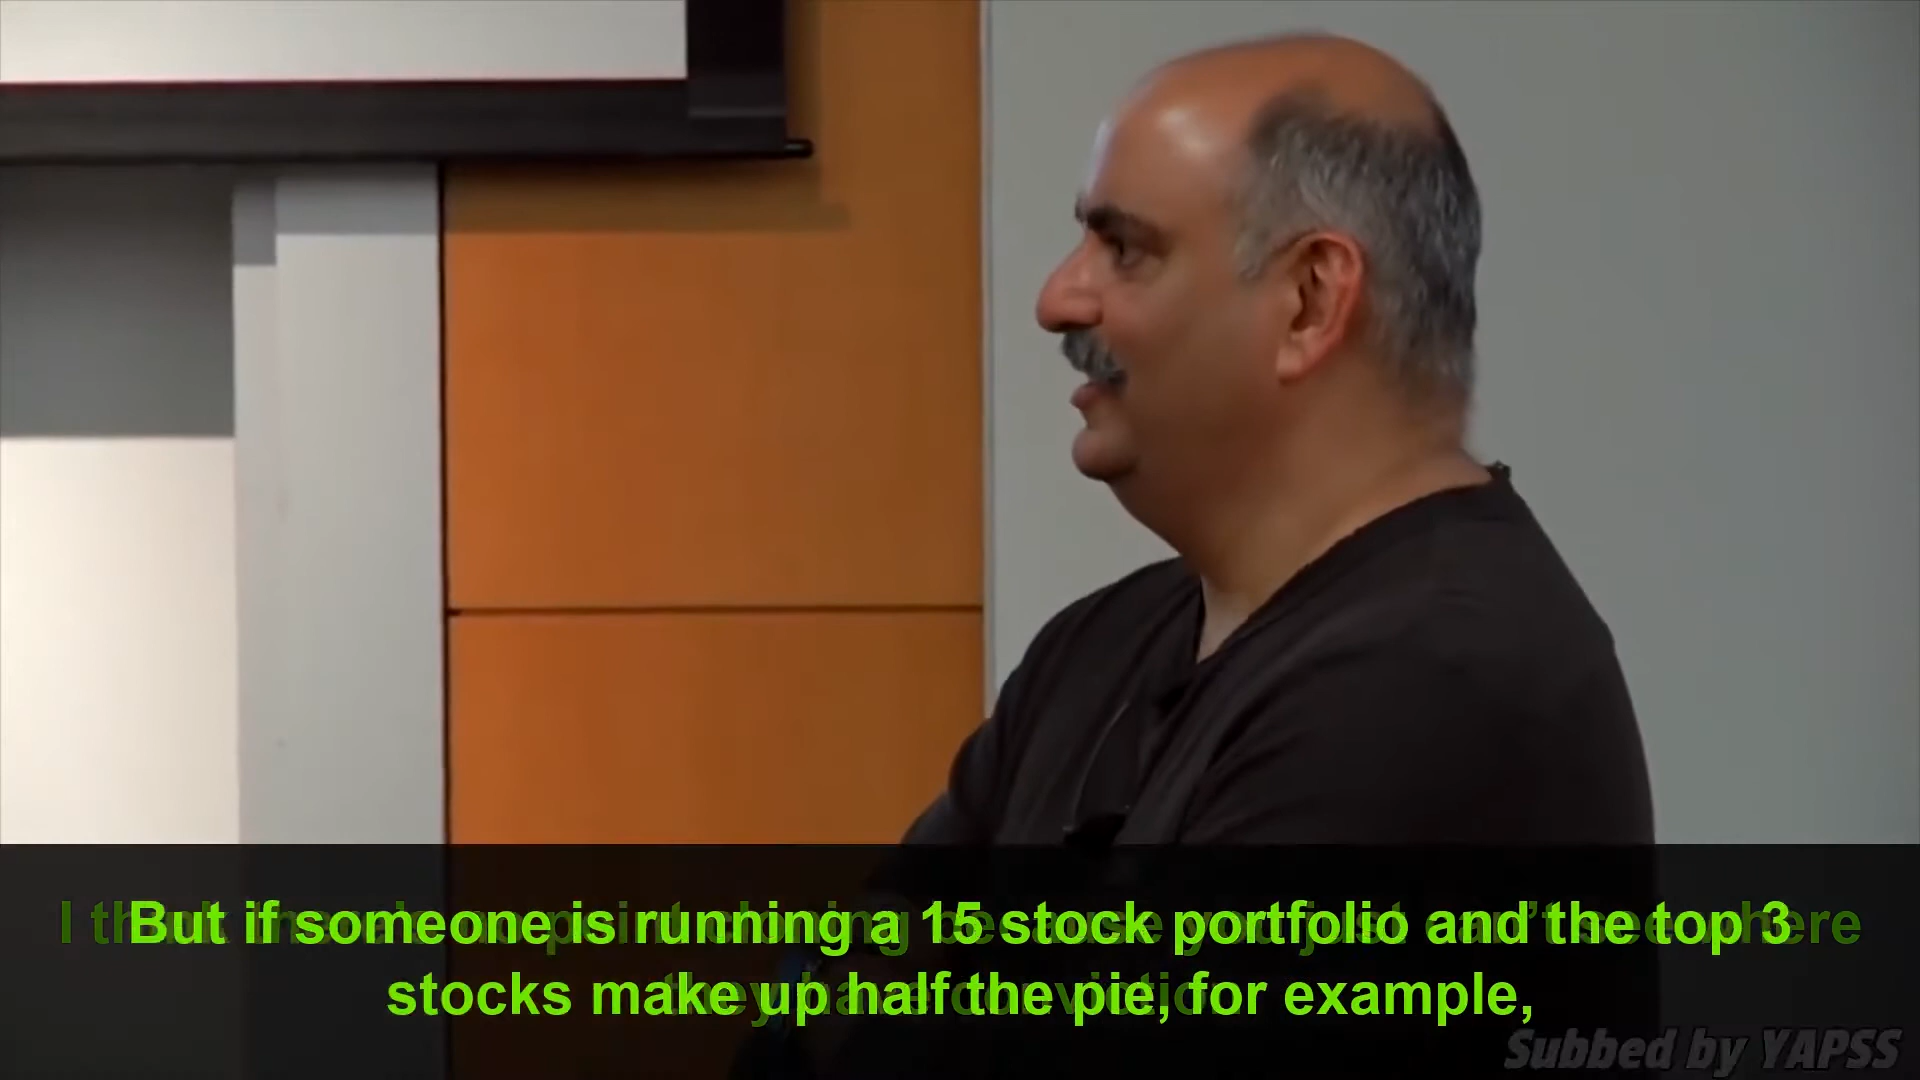 But if someone is running a 15 stock portfolio and the top 3
stocks make up half the pie, for example,
Subbed by YAPSS